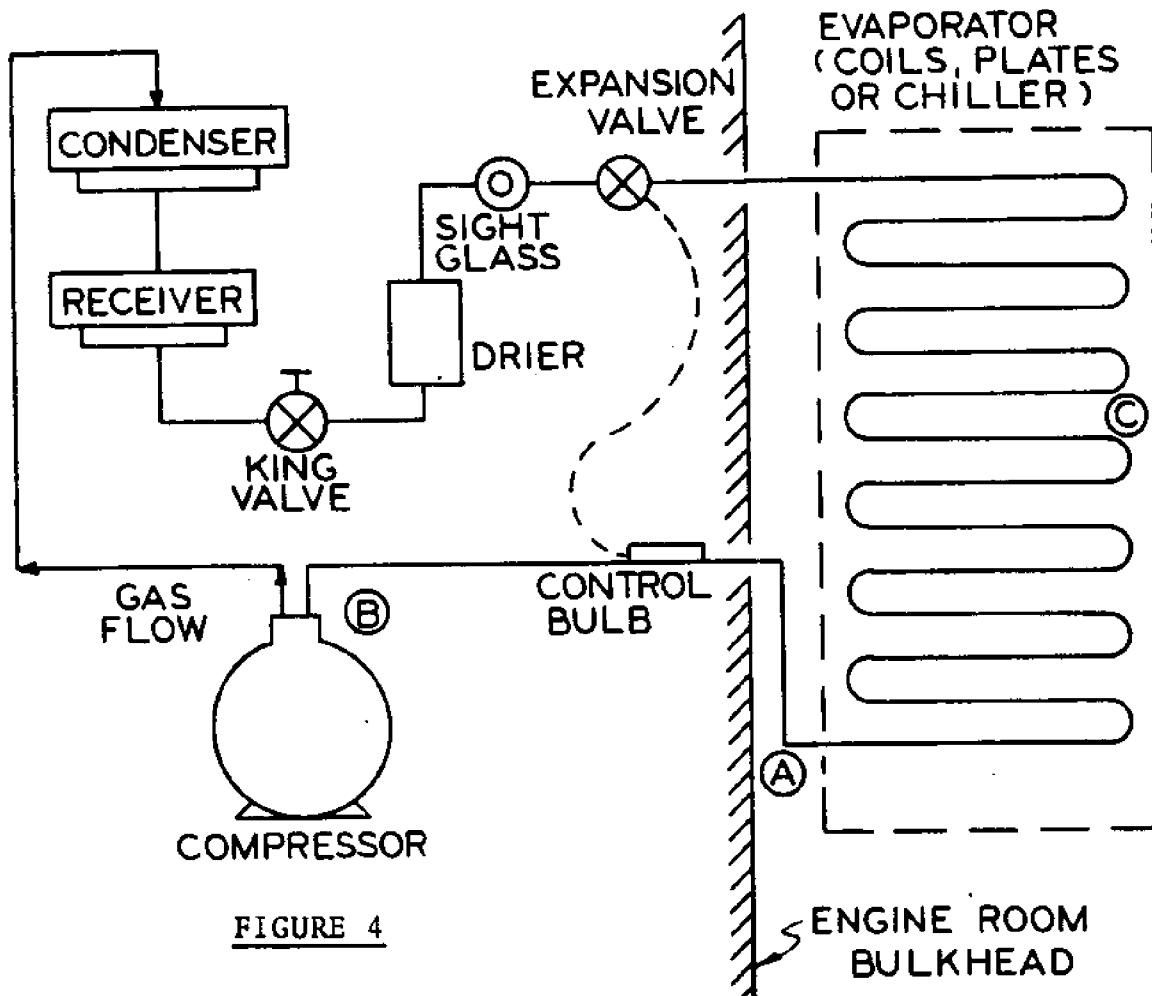 EVAPORATOR
(COILS, PLATES
OR CHILLER)
EXPANSION
VALVE
CONDENSER
SIGHT
GLASS
RECEIVER
DRIER
C
KING
VALVE
GAS
FLOW
B
CONTROL
BULB
A
COMPRESSOR
FIGURE 4
ENGINE ROOM
BULKHEAD